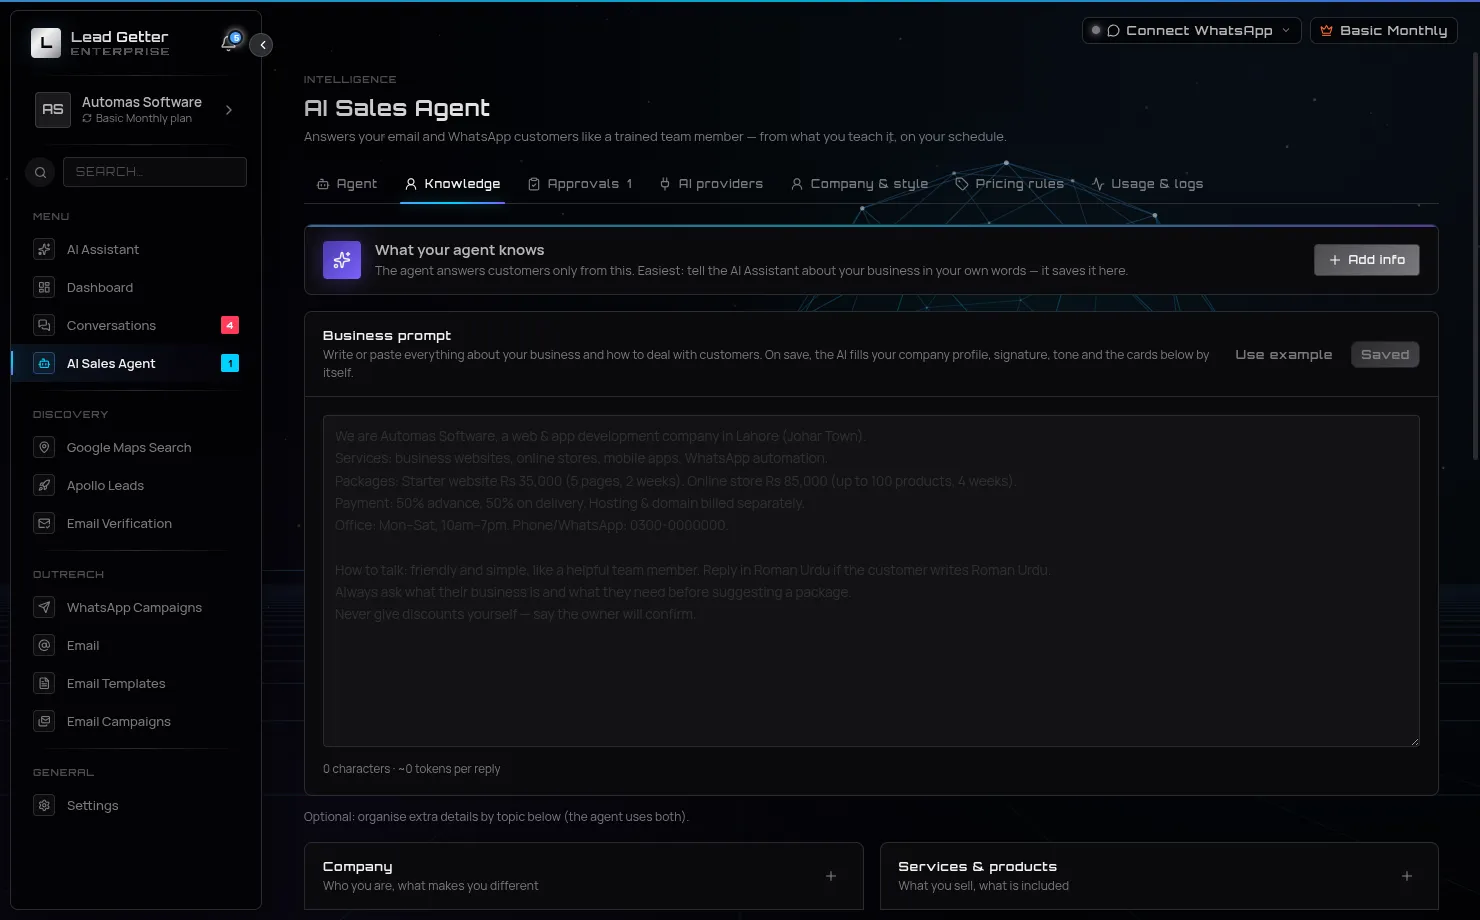 L
Lead Getter
ENTERPRISE
5
Connect WhatsApp
Basic Monthly
AS
Automas Software
Basic Monthly plan
SEARCH...
MENU
AI Assistant
Dashboard
Conversations
4
AI Sales Agent
1
DISCOVERY
Google Maps Search
Apollo Leads
Email Verification
OUTREACH
WhatsApp Campaigns
Email
Email Templates
Email Campaigns
GENERAL
Settings
INTELLIGENCE
AI Sales Agent
Answers your email and WhatsApp customers like a trained team member — from what you teach it, on your schedule.
Agent
Knowledge
Approvals 1
AI providers
Company & style
Pricing rules
Usage & logs
What your agent knows
The agent answers customers only from this. Easiest: tell the AI Assistant about your business in your own words — it saves it here.
Add info
Business prompt
Write or paste everything about your business and how to deal with customers. On save, the AI fills your company profile, signature, tone and the cards below by
itself.
Use example
Saved
We are Automas Software, a web & app development company in Lahore (Johar Town).
Services: business websites, online stores, mobile apps, WhatsApp automation.
Packages: Starter website Rs 35,000 (5 pages, 2 weeks). Online store Rs 85,000 (up to 100 products, 4 weeks).
Payment: 50% advance, 50% on delivery. Hosting & domain billed separately.
Office: Mon–Sat, 10am–7pm. Phone/WhatsApp: 0300-0000000.
How to talk: friendly and simple, like a helpful team member. Reply in Roman Urdu if the customer writes Roman Urdu.
Always ask what their business is and what they need before suggesting a package.
Never give discounts yourself — say the owner will confirm.
0 characters · ~0 tokens per reply
Optional: organise extra details by topic below (the agent uses both).
Company
Who you are, what makes you different
Services & products
What you sell, what is included